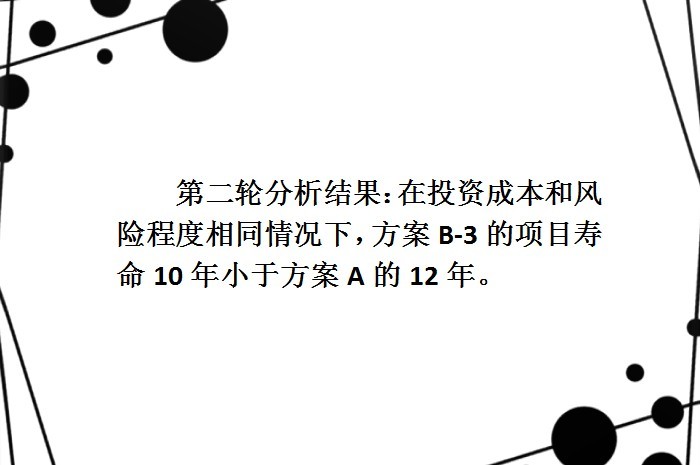 第二轮分析结果：在投资成本和风
险程度相同情况下，方案 B-3 的项目寿
命 10 年小于方案 A 的 12 年。